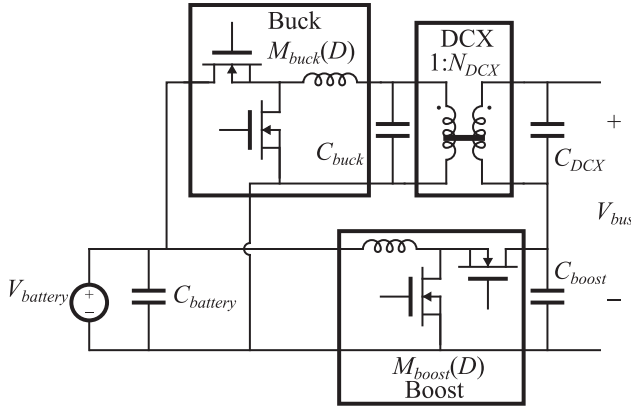 Buck
M_buck(D)
DCX
1:N_DCX
C_buck
C_DCX
+
V_bus
−
V_battery
+
−
C_battery
C_boost
M_boost(D)
Boost